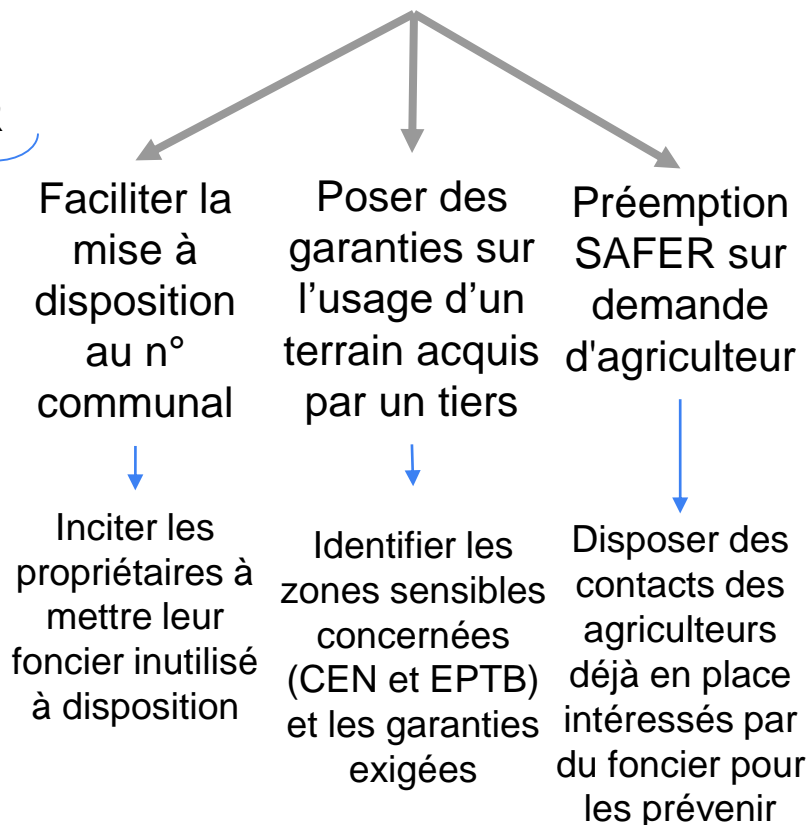 Faciliter la
mise à
disposition
au n°
communal
Poser des
garanties sur
l'usage d'un
terrain acquis
par un tiers
Préemption
SAFER sur
demande
d'agriculteur
Inciter les
propriétaires à
mettre leur
foncier inutilisé
à disposition
Identifier les
zones sensibles
concernées
(CEN et EPTB)
et les garanties
exigées
Disposer des
contacts des
agriculteurs
déjà en place
intéressés par
du foncier pour
les prévenir